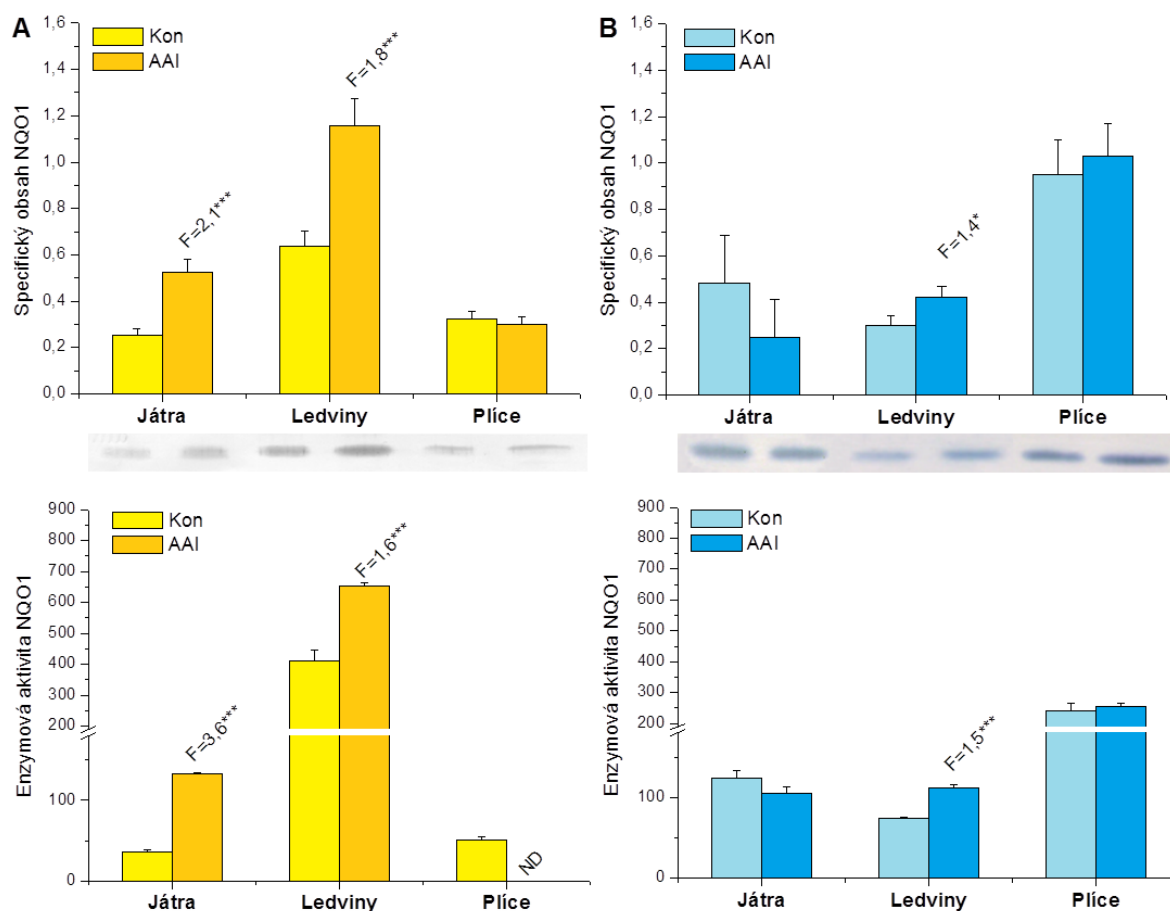 A
Specifický obsah NQO1
1,6
1,4
1,2
1,0
0,8
0,6
0,4
0,2
0,0
Kon
AAI
F=2,1***
F=1,8***
Játra
Ledviny
Plíce
B
Specifický obsah NQO1
1,6
1,4
1,2
1,0
0,8
0,6
0,4
0,2
0,0
Kon
AAI
F=1,4*
Játra
Ledviny
Plíce
Enzymová aktivita NQO1
900
800
700
600
500
400
300
200
100
0
Kon
AAI
F=3,6***
F=1,6***
ND
Játra
Ledviny
Plíce
Enzymová aktivita NQO1
900
800
700
600
500
400
300
200
100
0
Kon
AAI
F=1,5***
Játra
Ledviny
Plíce